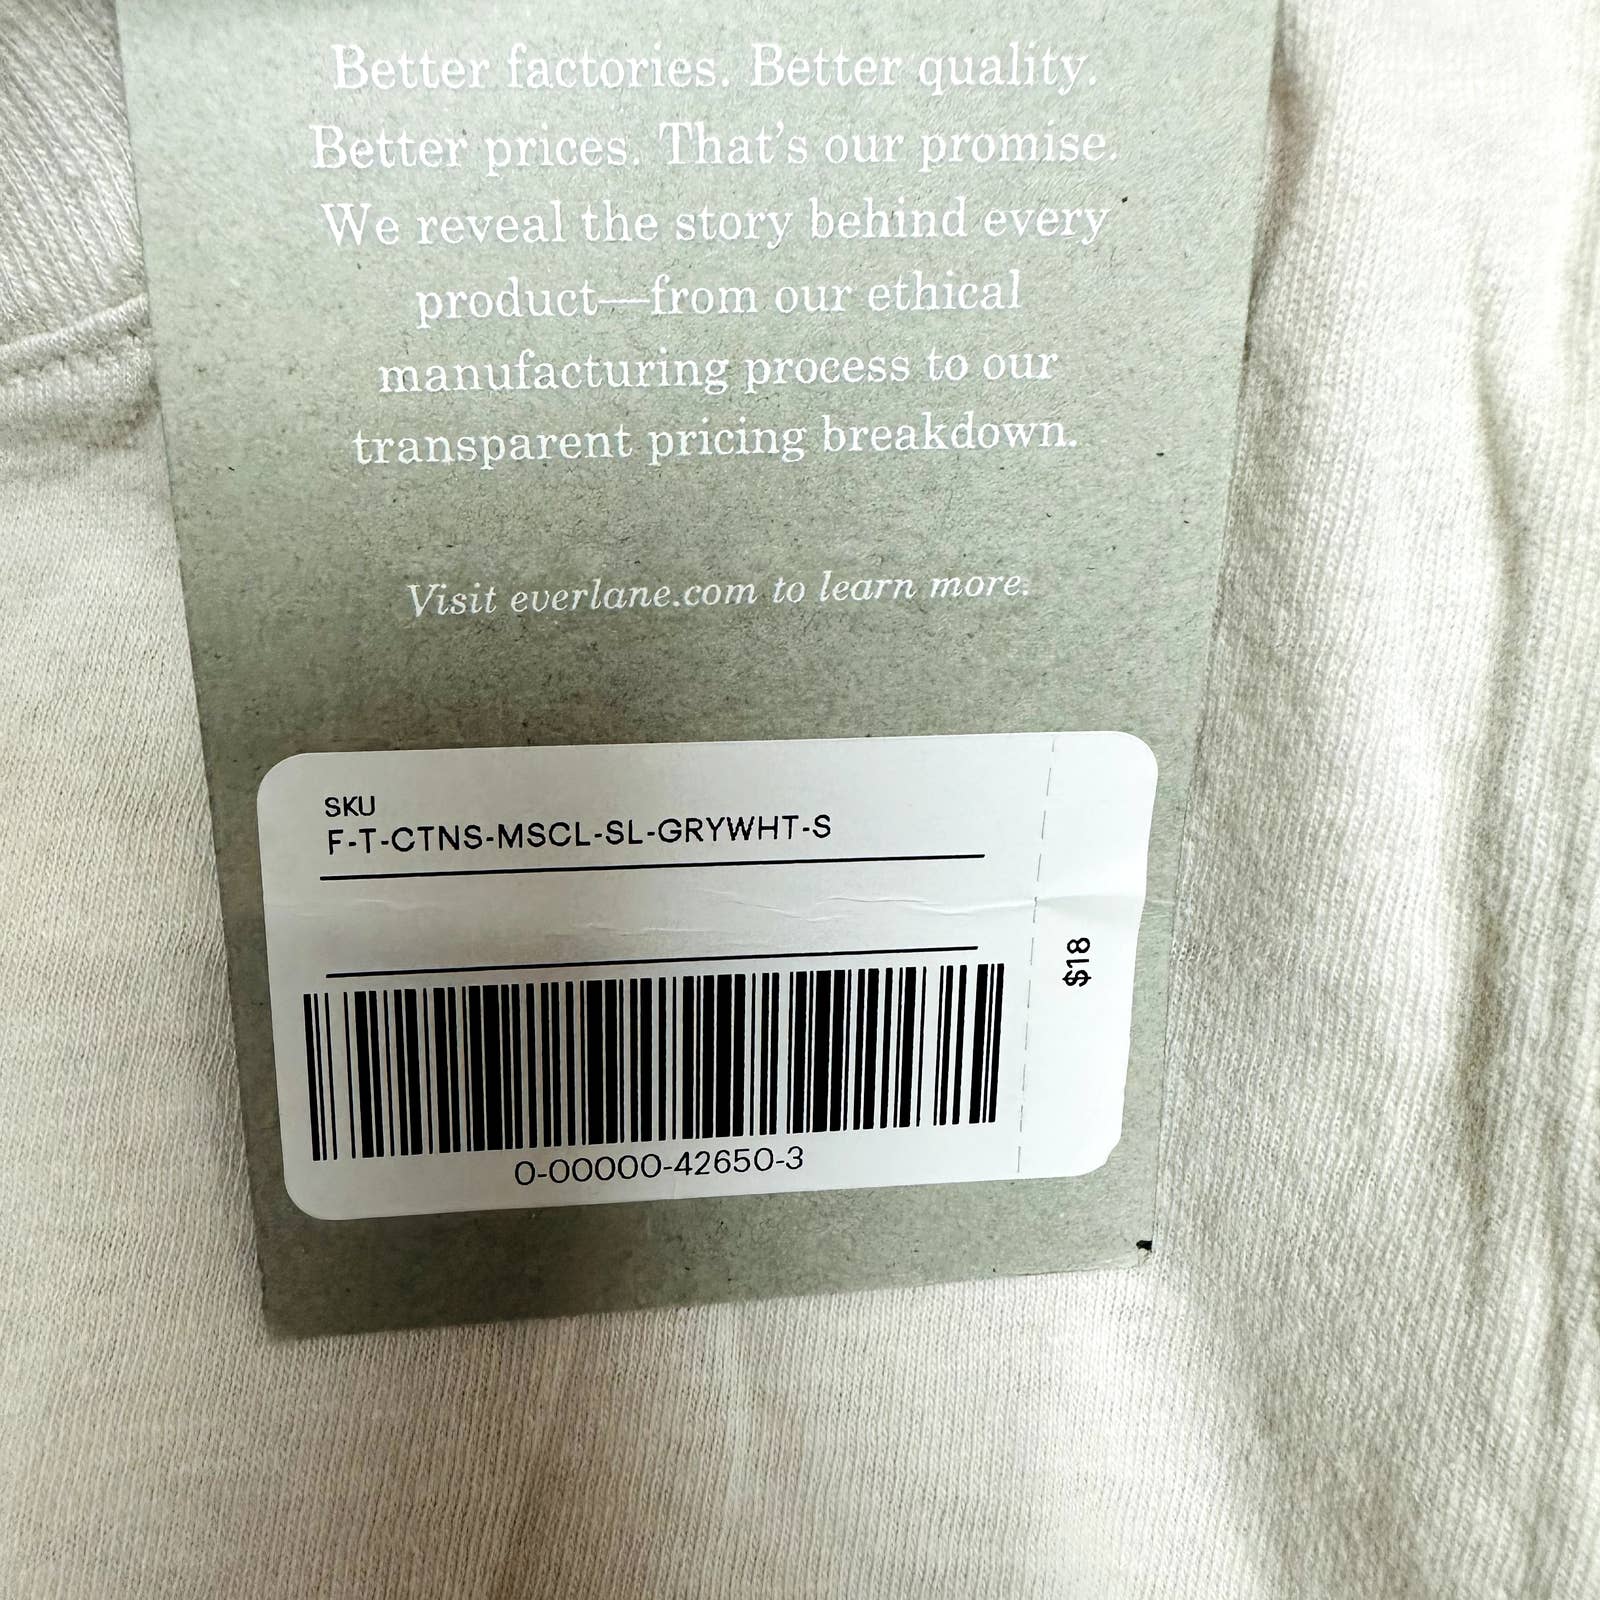 Better factories. Better quality.
Better prices. That's our promise.
We reveal the story behind every
product—from our ethical
manufacturing process to our
transparent pricing breakdown.
Visit everlane.com to learn more.
SKU
F-T-CTNS-MSCL-SL-GRYWHT-S
$18
0-00000-42650-3